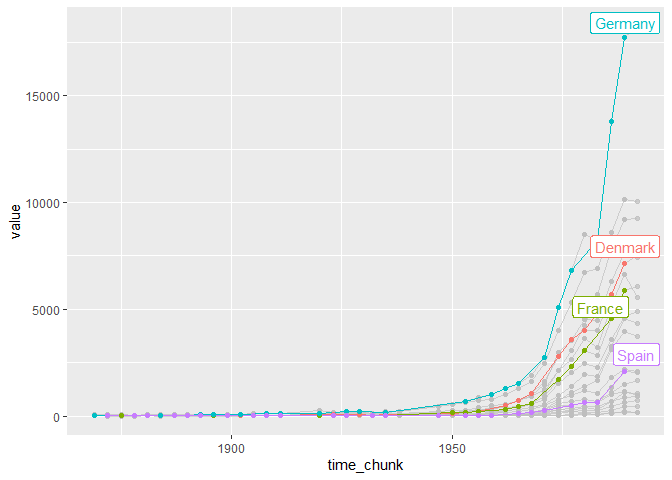 Germany
15000
10000
Denmark
value
5000
France
Spain
0
1900
1950
time_chunk